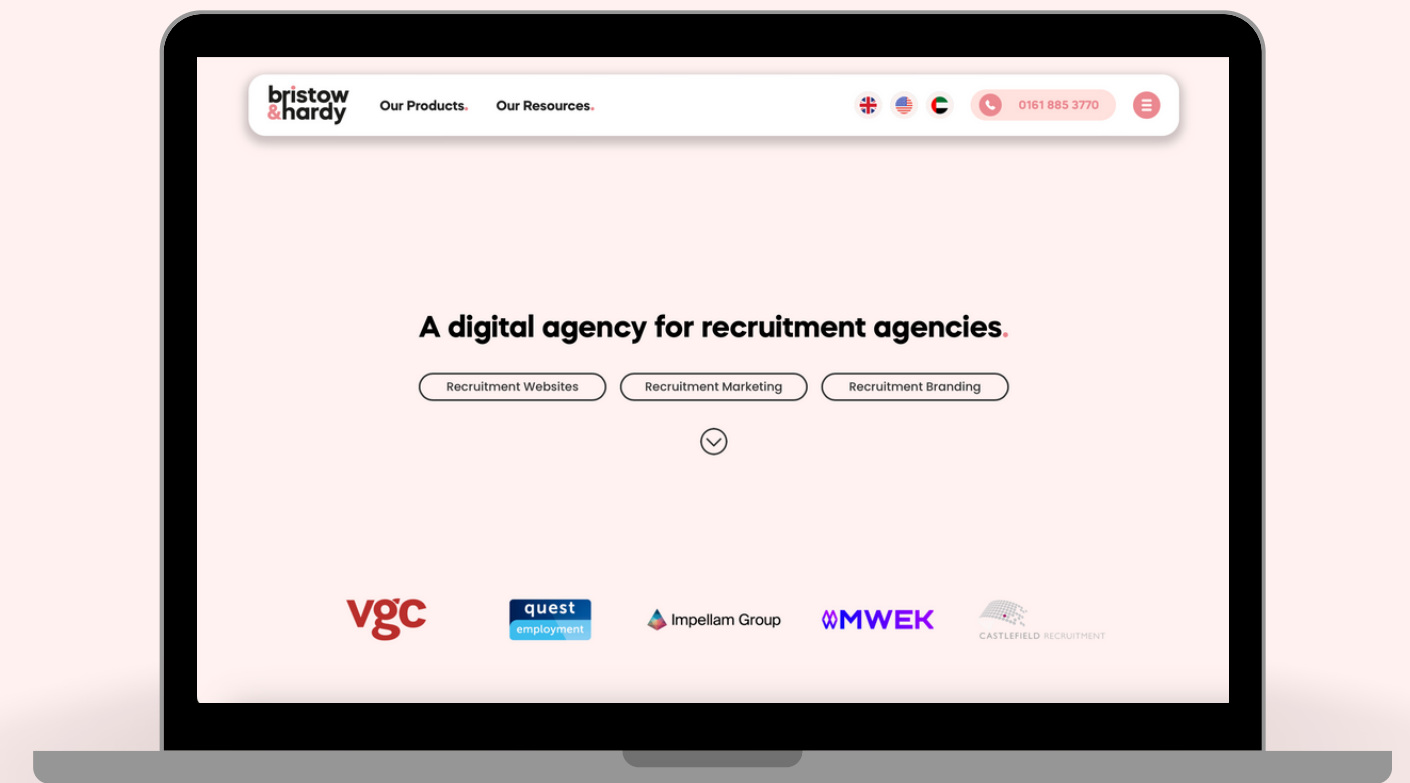 bristow
&hardy
Our Products.
Our Resources.
0161 885 3770
A digital agency for recruitment agencies.
Recruitment Websites
Recruitment Marketing
Recruitment Branding
vgc
quest
employment
Impellam Group
MWEK
CASTLEFIELD RECRUITMENT